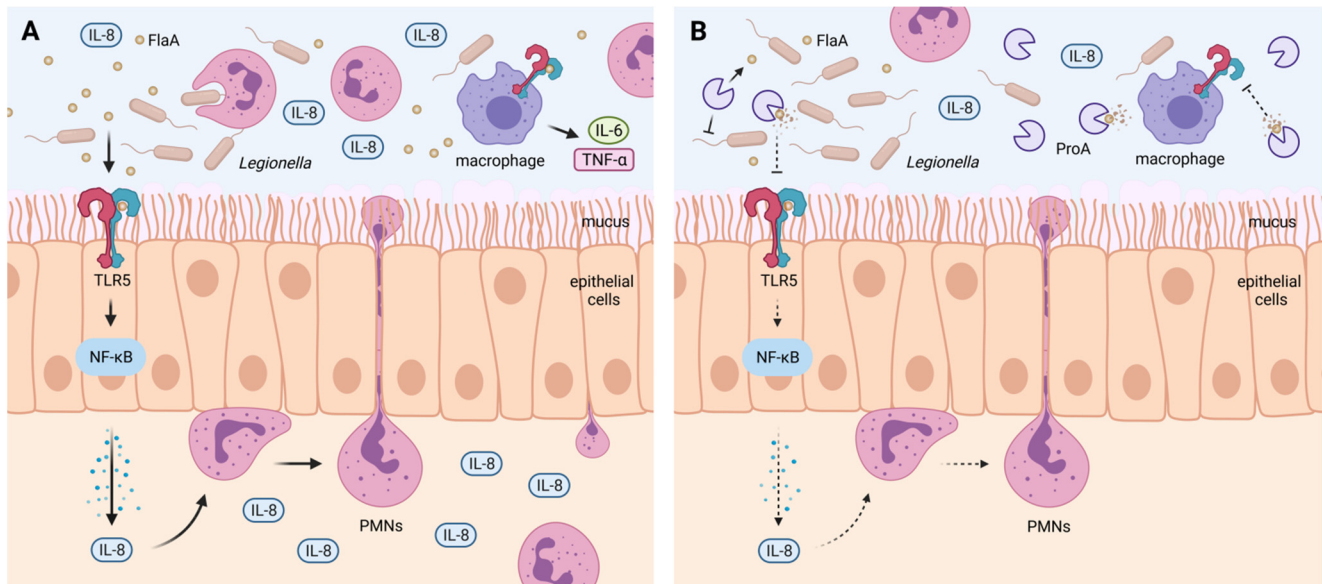 A
IL-8
FlaA
IL-8
IL-8
IL-8
Legionella
macrophage
IL-6
TNF-α
mucus
TLR5
epithelial
cells
NF-κB
IL-8
IL-8
IL-8
PMNs
IL-8
IL-8
IL-8
B
FlaA
IL-8
IL-8
Legionella
ProA
macrophage
mucus
TLR5
epithelial
cells
NF-κB
PMNs
IL-8